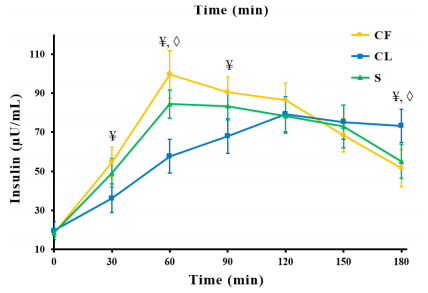 Time (min)
CF
CL
S
¥, ◊
¥
¥
¥, ◊
Insulin (µU/mL)
110
90
70
50
30
10
0
30
60
90
120
150
180
Time (min)